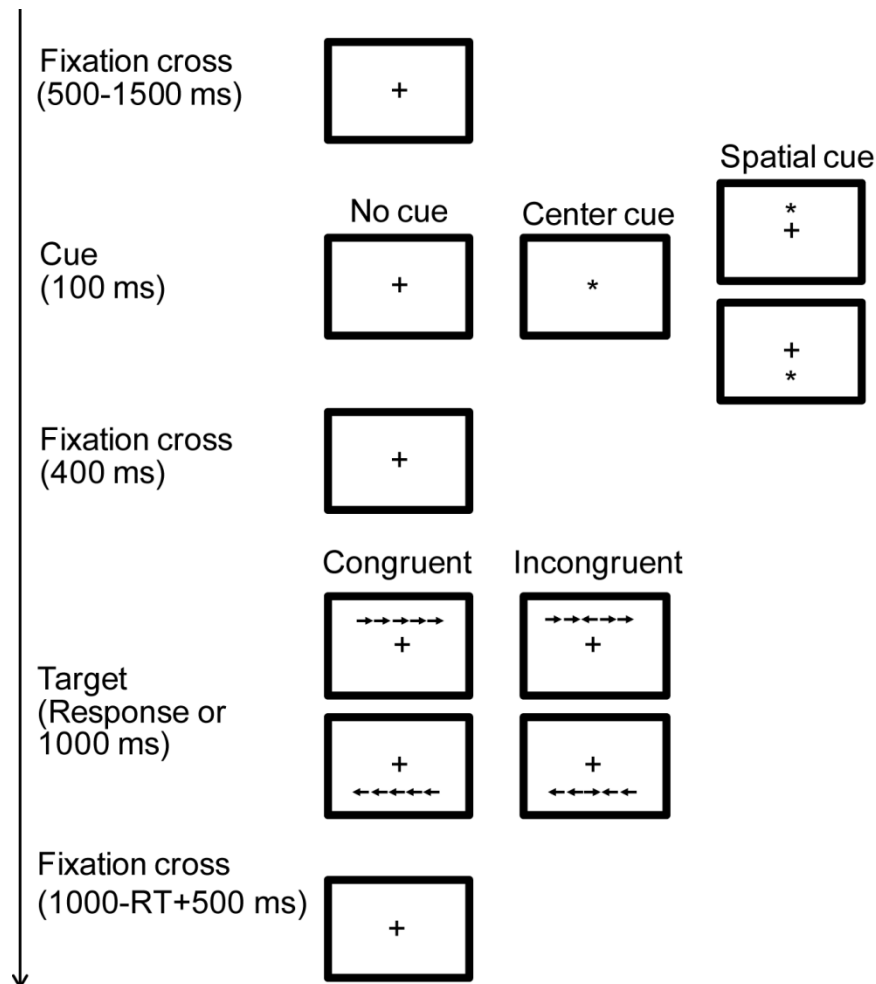 Fixation cross
(500-1500 ms)
Spatial cue
No cue
Center cue
*
+
Cue
(100 ms)
+
*
+
*
Fixation cross
(400 ms)
+
Congruent
Incongruent
→→→→→
+
→→←→→
+
Target
(Response or
1000 ms)
+
←←←←←
+
←←→←←
Fixation cross
(1000-RT+500 ms)
+